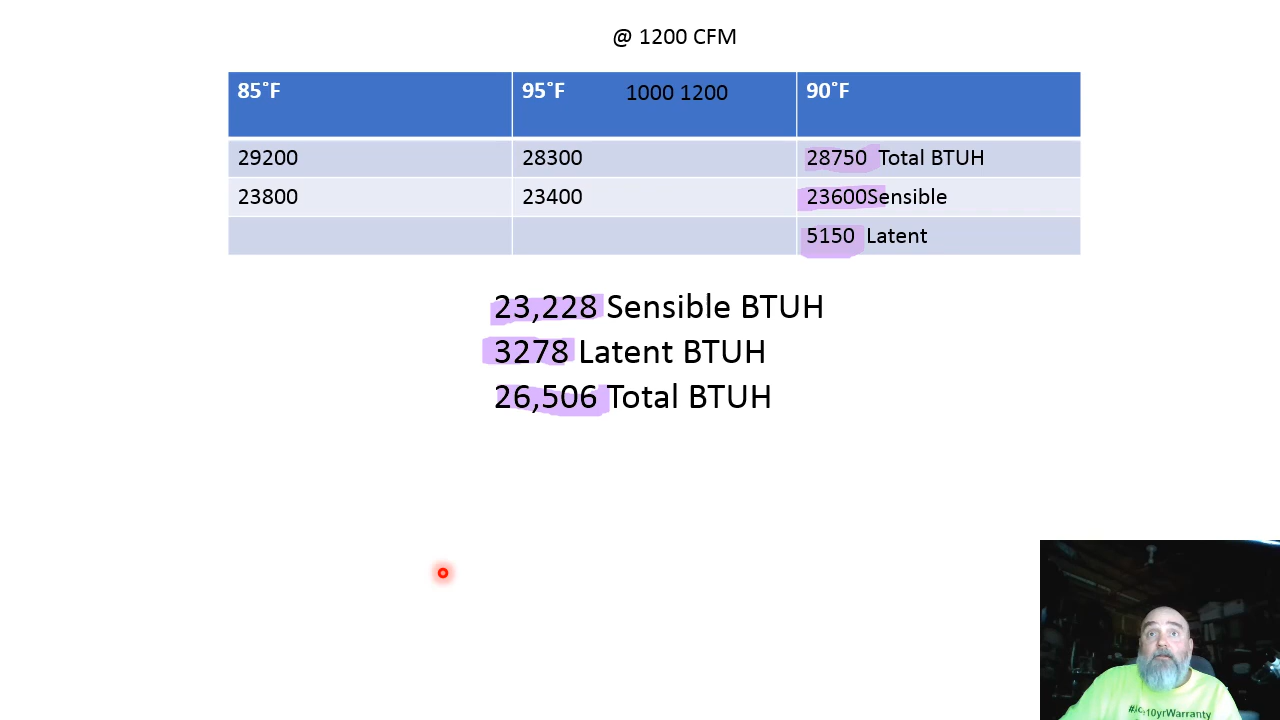 @ 1200 CFM
85°F 95°F 1000 1200 90°F
29200 28300 28750 Total BTUH
23800 23400 23600Sensible
5150 Latent
23,228 Sensible BTUH
3278 Latent BTUH
26,506 Total BTUH